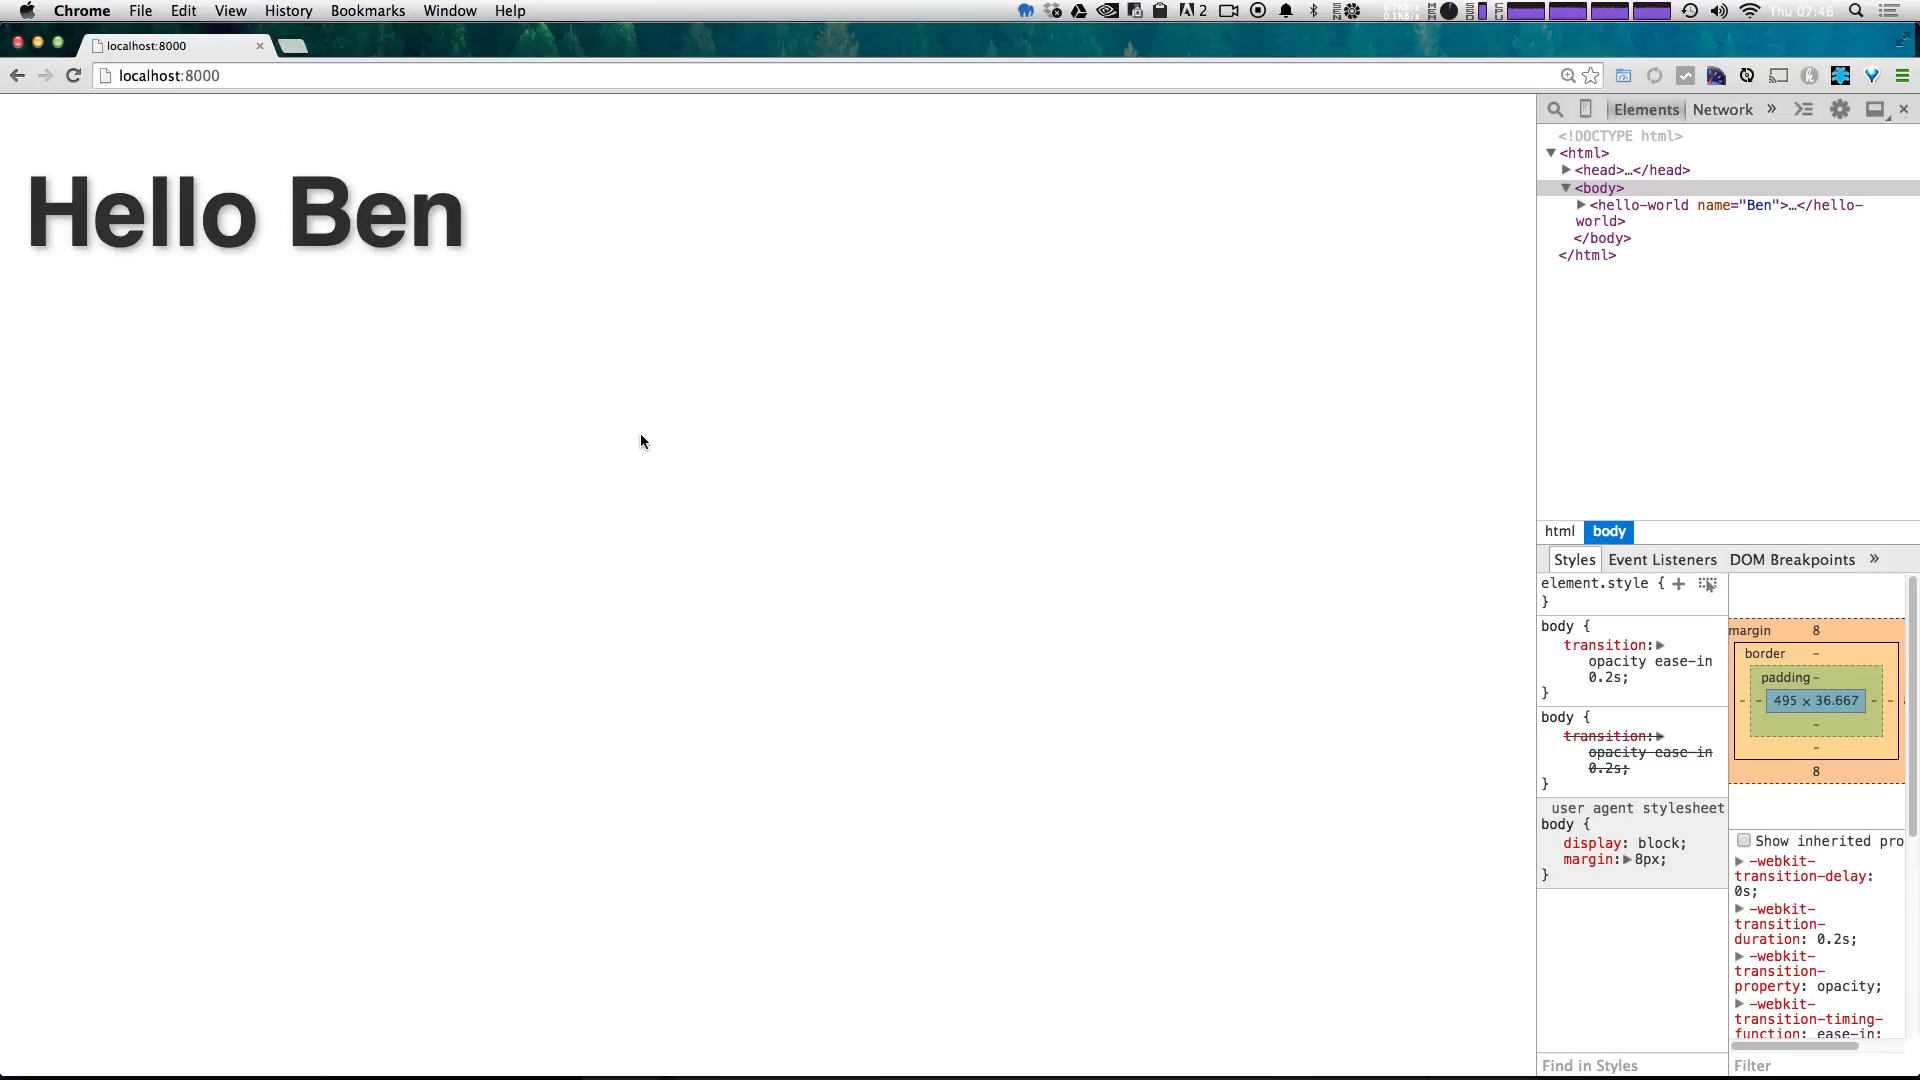 Chrome File Edit View History Bookmarks Window Help 2 Thu 07:46
localhost:8000
localhost:8000
Hello Ben
Elements Network »
<!DOCTYPE html>
<html>
<head>…</head>
<body>
<hello-world name="Ben">…</hello-
world>
</body>
</html>
html body
Styles Event Listeners DOM Breakpoints »
element.style {
}
body {
transition:
opacity ease-in
0.2s;
}
body {
transition:
opacity ease-in
0.2s;
}
user agent stylesheet
body {
display: block;
margin: 8px;
}
Find in Styles
margin 8
border –
padding –
– – 495 × 36.667 – –
–
–
8
Show inherited pro
-webkit-
transition-delay:
0s;
-webkit-
transition-
duration: 0.2s;
-webkit-
transition-
property: opacity;
-webkit-
transition-timing-
function: ease-in;
Filter